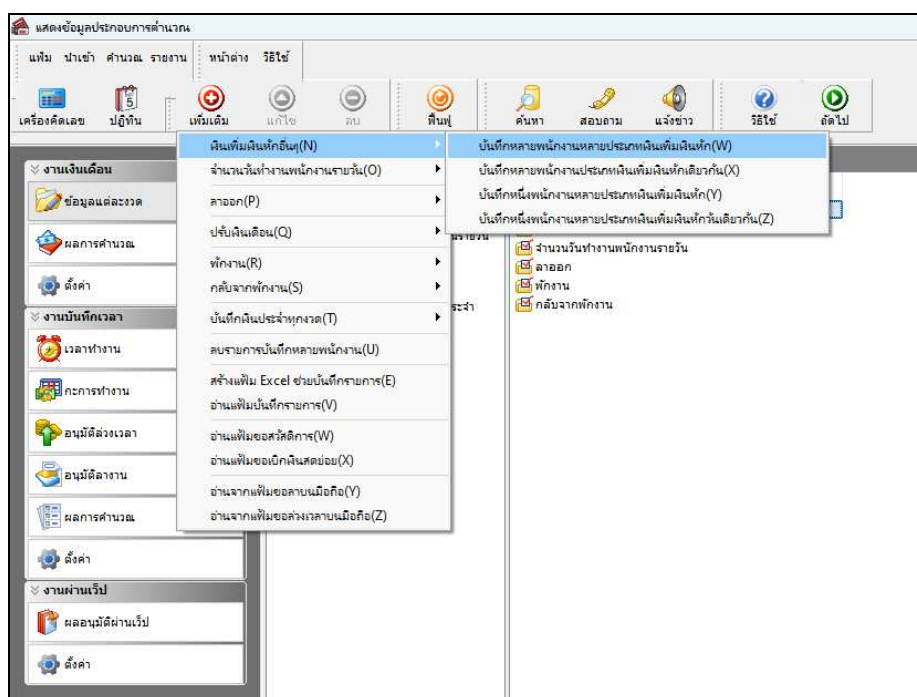 แสดงข้อมูลประกอบการคำนวณ
แฟ้ม นำเข้า คำนวณ รายงาน หน้าต่าง วิธีใช้
เครื่องคิดเลข ปฏิทิน เพิ่มเติม แก้ไข ลบ ฟื้นฟู ค้นหา สอบถาม แจ้งข่าว วิธีใช้ ถัดไป
งานเงินเดือน
ข้อมูลแต่ละงวด
ผลการคำนวณ
ตั้งค่า
งานบันทึกเวลา
เวลาทำงาน
กะการทำงาน
อนุมัติล่วงเวลา
อนุมัติลางาน
ผลการคำนวณ
ตั้งค่า
งานผ่านเว็ป
ผลอนุมัติผ่านเว็ป
ตั้งค่า
เงินเพิ่มเงินหักอื่นๆ(N)
จำนวนวันทำงานพนักงานรายวัน(O)
ลาออก(P)
ปรับเงินเดือน(Q)
พักงาน(R)
กลับจากพักงาน(S)
บันทึกเงินประจำทุกงวด(T)
ลบรายการบันทึกหลายพนักงาน(U)
สร้างแฟ้ม Excel ช่วยบันทึกรายการ(E)
อ่านแฟ้มบันทึกรายการ(V)
อ่านแฟ้มขอสวัสดิการ(W)
อ่านแฟ้มขอเบิกเงินสดย่อย(X)
อ่านจากแฟ้มขอลาบนมือถือ(Y)
อ่านจากแฟ้มขอล่วงเวลาบนมือถือ(Z)
บันทึกหลายพนักงานหลายประเภทเงินเพิ่มเงินหัก(W)
บันทึกหลายพนักงานประเภทเงินเพิ่มเงินหักเดียวกัน(X)
บันทึกหนึ่งพนักงานหลายประเภทเงินเพิ่มเงินหัก(Y)
บันทึกหนึ่งพนักงานหลายประเภทเงินเพิ่มเงินหักวันเดียวกัน(Z)
จำนวนวันทำงานพนักงานรายวัน
ลาออก
พักงาน
กลับจากพักงาน